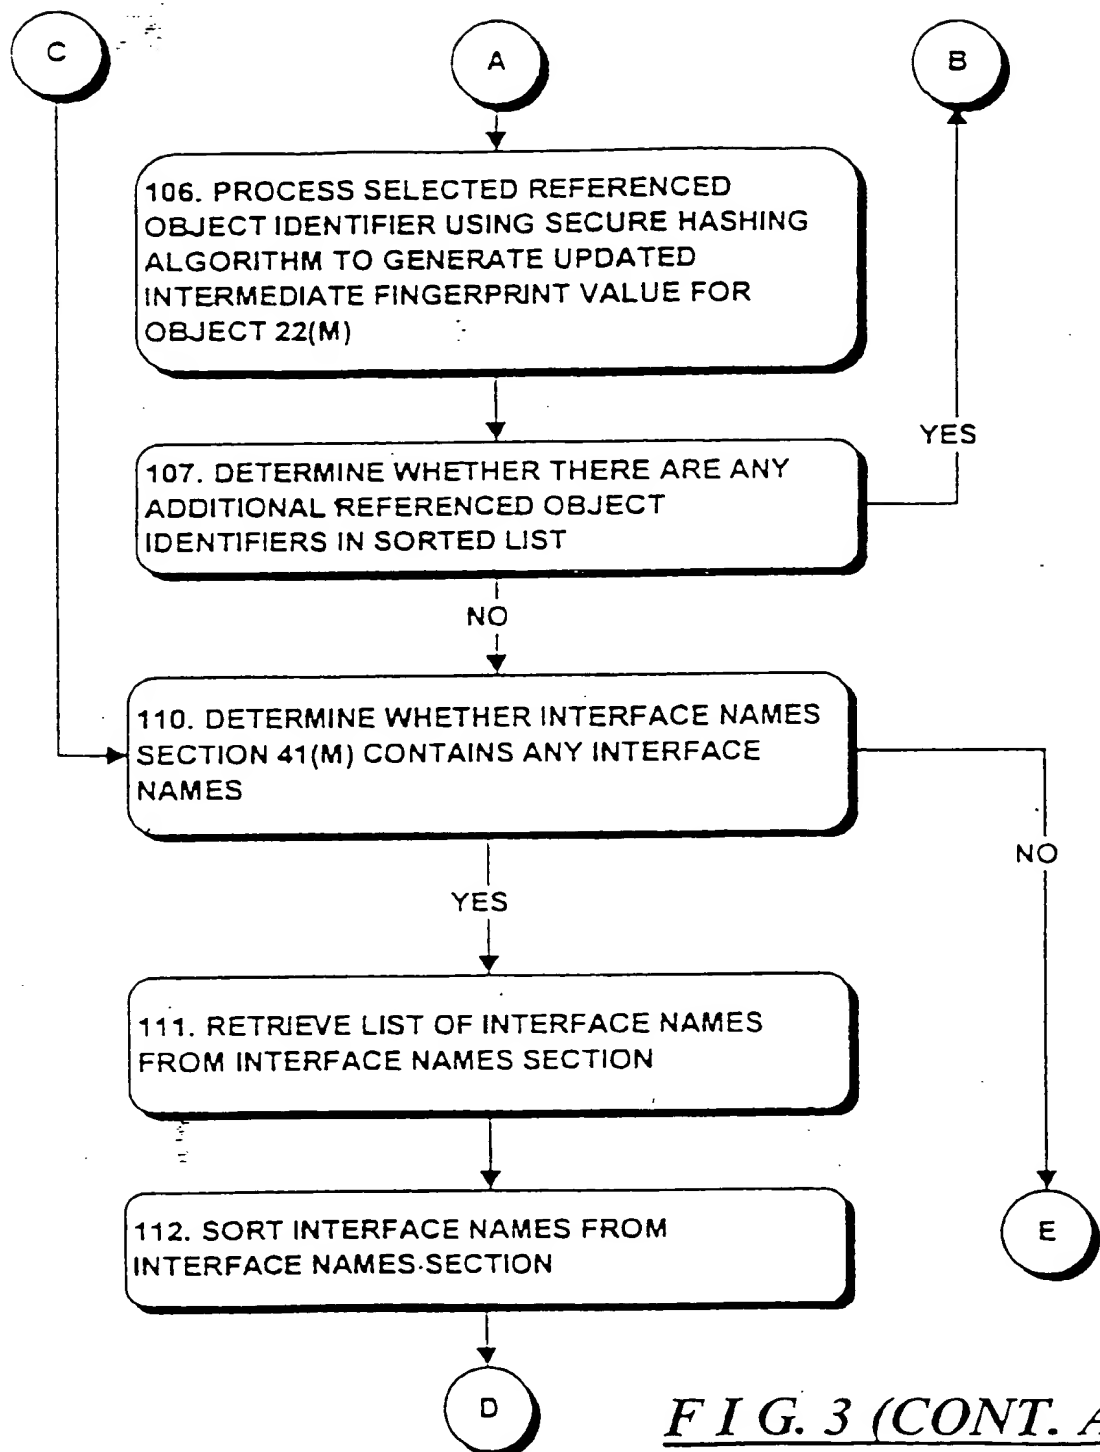 C
A
B
106. PROCESS SELECTED REFERENCED
OBJECT IDENTIFIER USING SECURE HASHING
ALGORITHM TO GENERATE UPDATED
INTERMEDIATE FINGERPRINT VALUE FOR
OBJECT 22(M)
YES
107. DETERMINE WHETHER THERE ARE ANY
ADDITIONAL REFERENCED OBJECT
IDENTIFIERS IN SORTED LIST
NO
110. DETERMINE WHETHER INTERFACE NAMES
SECTION 41(M) CONTAINS ANY INTERFACE
NAMES
NO
YES
111. RETRIEVE LIST OF INTERFACE NAMES
FROM INTERFACE NAMES SECTION
112. SORT INTERFACE NAMES FROM
INTERFACE NAMES SECTION
E
D
F I G. 3 (CONT. A